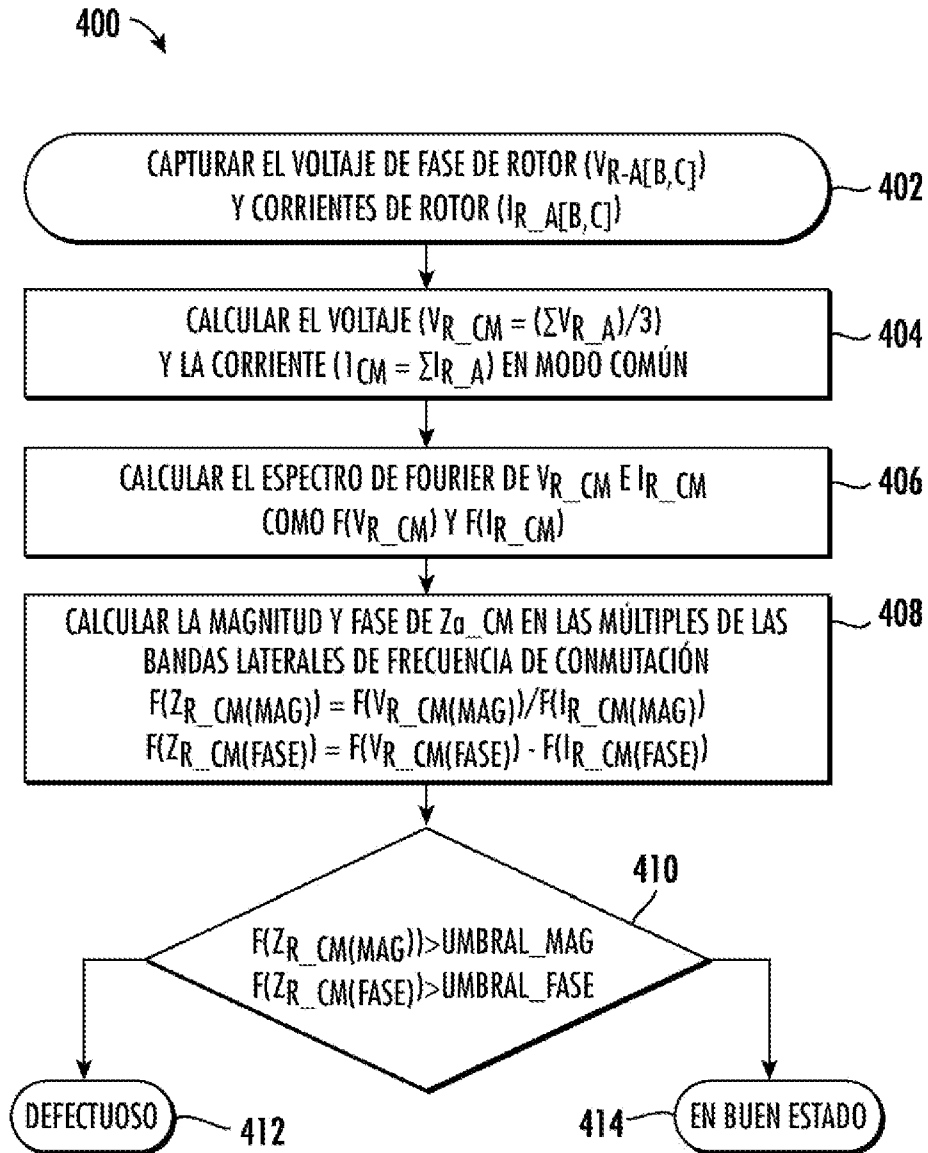 400
CAPTURAR EL VOLTAJE DE FASE DE ROTOR (VR-A[B,C])
Y CORRIENTES DE ROTOR (IR_A[B,C])
402
CALCULAR EL VOLTAJE (VR_CM = (ΣVR_A)/3)
Y LA CORRIENTE (1CM = ΣIR_A) EN MODO COMÚN
404
CALCULAR EL ESPECTRO DE FOURIER DE VR_CM E IR_CM
COMO F(VR_CM) Y F(IR_CM)
406
CALCULAR LA MAGNITUD Y FASE DE Za_CM EN LAS MÚLTIPLES DE LAS
BANDAS LATERALES DE FRECUENCIA DE CONMUTACIÓN
F(ZR_CM(MAG)) = F(VR_CM(MAG))/F(IR_CM(MAG))
F(ZR_CM(FASE)) = F(VR_CM(FASE)) - F(IR_CM(FASE))
408
410
F(ZR_CM(MAG))>UMBRAL_MAG
F(ZR_CM(FASE))>UMBRAL_FASE
DEFECTUOSO
412
414
EN BUEN ESTADO